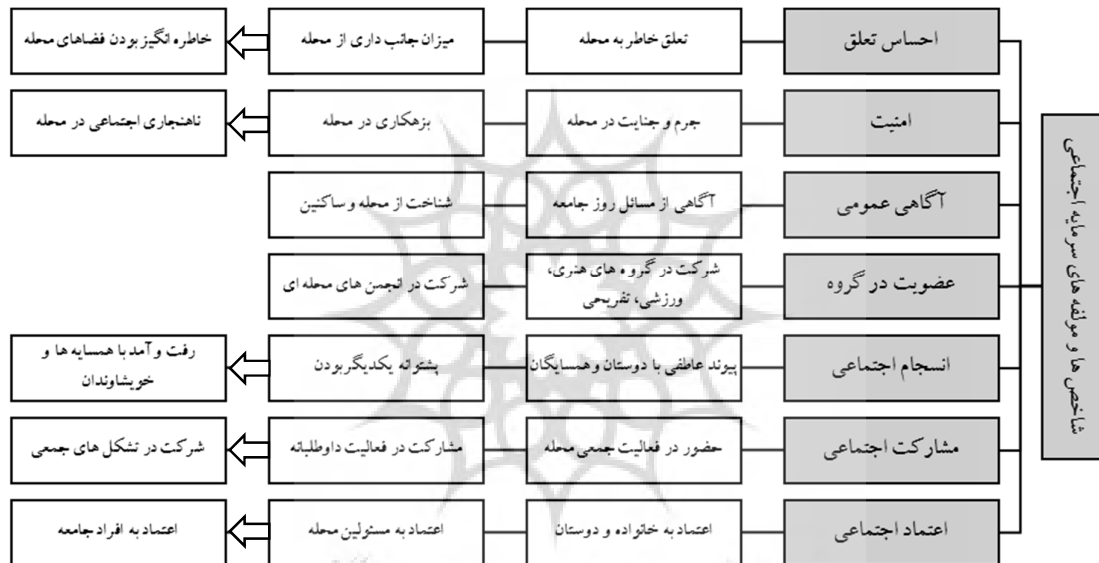 شاخص ها و مولفه های سرمایه اجتماعی
احساس تعلق
تعلق خاطر به محله
میزان جانب داری از محله
خاطره انگیز بودن فضاهای محله
امنیت
جرم و جنایت در محله
بزهکاری در محله
ناهنجاری اجتماعی در محله
آگاهی عمومی
آگاهی از مسائل روز جامعه
شناخت از محله و ساکنین
عضویت در گروه
شرکت در گروه های هنری،
ورزشی، تفریحی
شرکت در انجمن های محله ای
انسجام اجتماعی
پیوند عاطفی با دوستان و همسایگان
پشتوانه یکدیگر بودن
رفت و آمد با همسایه ها و
خویشاوندان
مشارکت اجتماعی
حضور در فعالیت جمعی محله
مشارکت در فعالیت داوطلبانه
شرکت در تشکل های جمعی
اعتماد اجتماعی
اعتماد به خانواده و دوستان
اعتماد به مسئولین محله
اعتماد به افراد جامعه